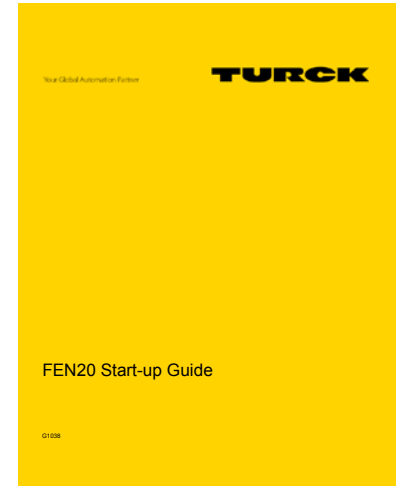 Your Global Automation Partner
TURCK
FEN20 Start-up Guide
G1038